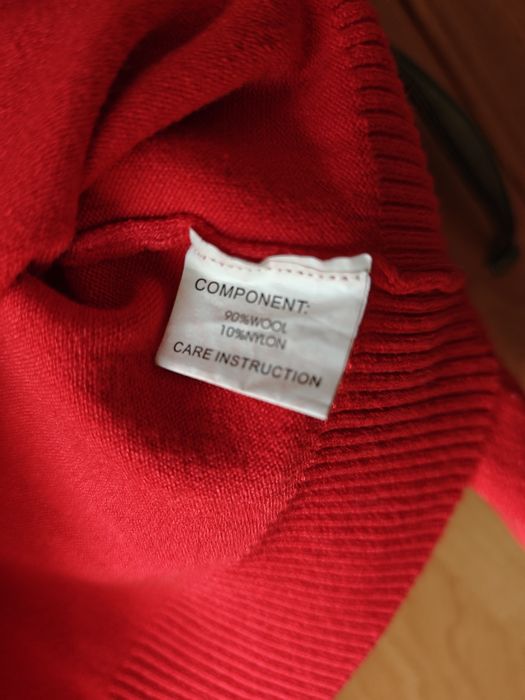 COMPONENT:
90%WOOL
10%NYLON
CARE INSTRUCTION